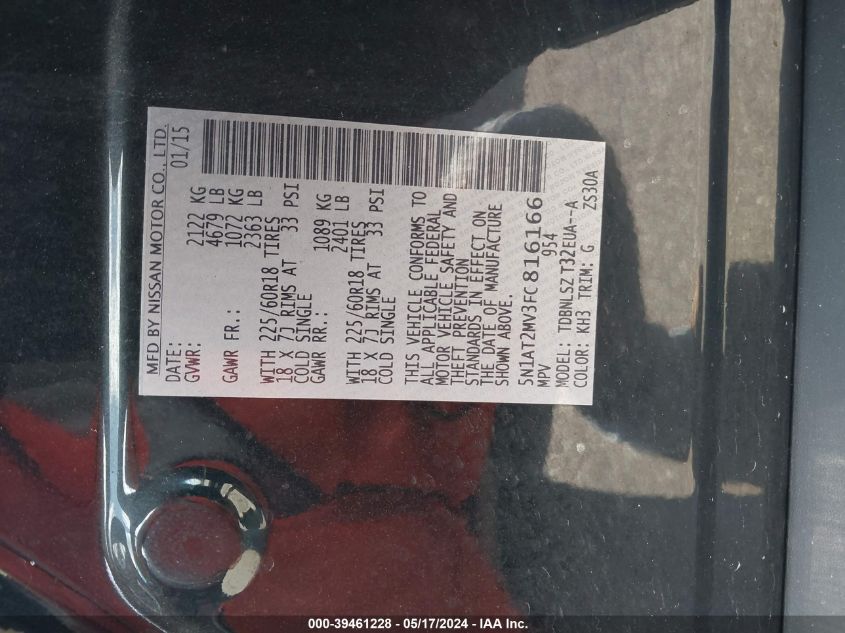 MFD BY NISSAN MOTOR CO., LTD.
DATE: 01/15
GVWR: 2122 KG
4679 LB
GAWR FR.: 1072 KG
2363 LB
WITH 225/60R18 TIRES
18 X 7J RIMS AT 33 PSI
COLD SINGLE
GAWR RR.: 1089 KG
2401 LB
WITH 225/60R18 TIRES
18 X 7J RIMS AT 33 PSI
COLD SINGLE
THIS VEHICLE CONFORMS TO
ALL APPLICABLE FEDERAL
MOTOR VEHICLE SAFETY AND
THEFT PREVENTION
STANDARDS IN EFFECT ON
THE DATE OF MANUFACTURE
SHOWN ABOVE.
5N1AT2MV3FC816166
MPV 954
MODEL: TDBNLSZ T32EUA--A
COLOR: KH3 TRIM: G ZS30A
000-39461228 - 05/17/2024 - IAA Inc.